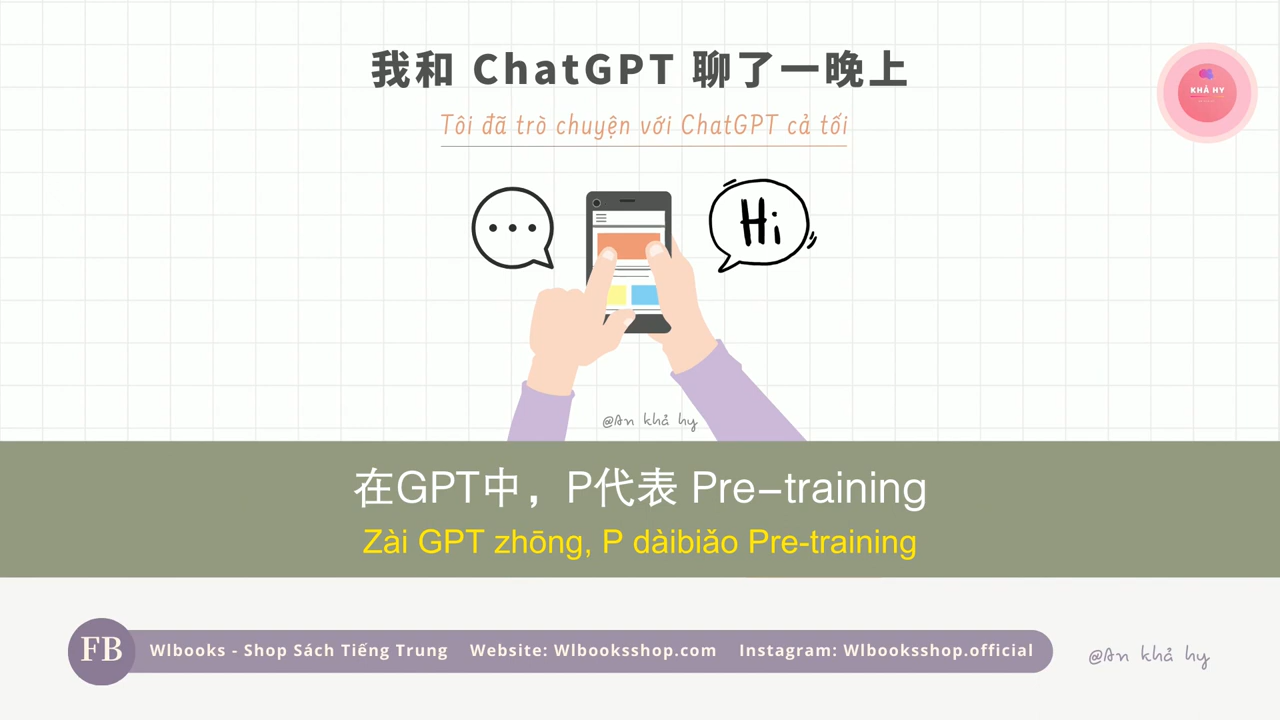 我和 ChatGPT 聊了一晚上
Tôi đã trò chuyện với ChatGPT cả tối
KHẢ HY
Hi
@An khả hy
在GPT中，P代表 Pre-training
Zài GPT zhōng, P dàibiǎo Pre-training
FB Wlbooks - Shop Sách Tiếng Trung Website: Wlbooksshop.com Instagram: Wlbooksshop.official
@An khả hy